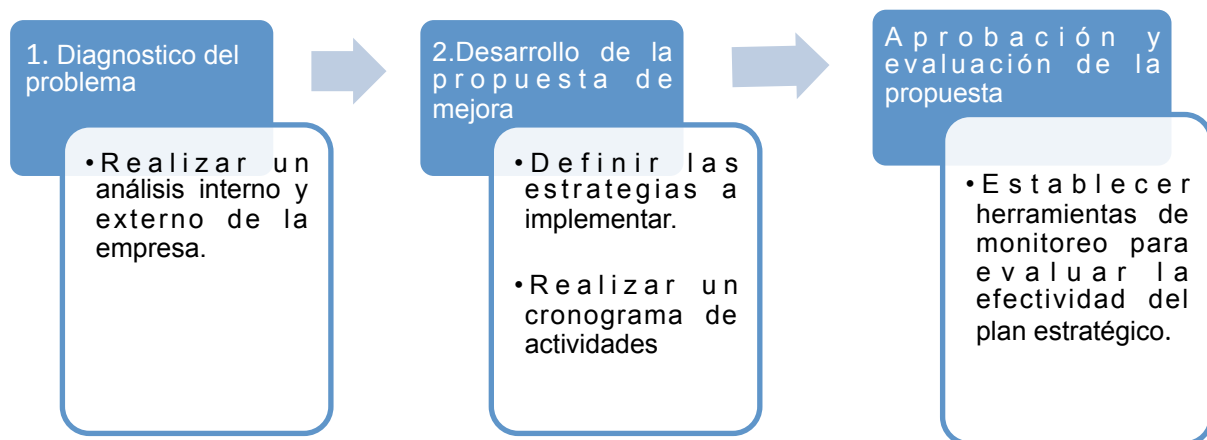 1. Diagnostico del
problema
•Realizar un
análisis interno y
externo de la
empresa.
2.Desarrollo de la
propuesta de
mejora
•Definir las
estrategias a
implementar.
•Realizar un
cronograma de
actividades
Aprobación y
evaluación de la
propuesta
•Establecer
herramientas de
monitoreo para
evaluar la
efectividad del
plan estratégico.